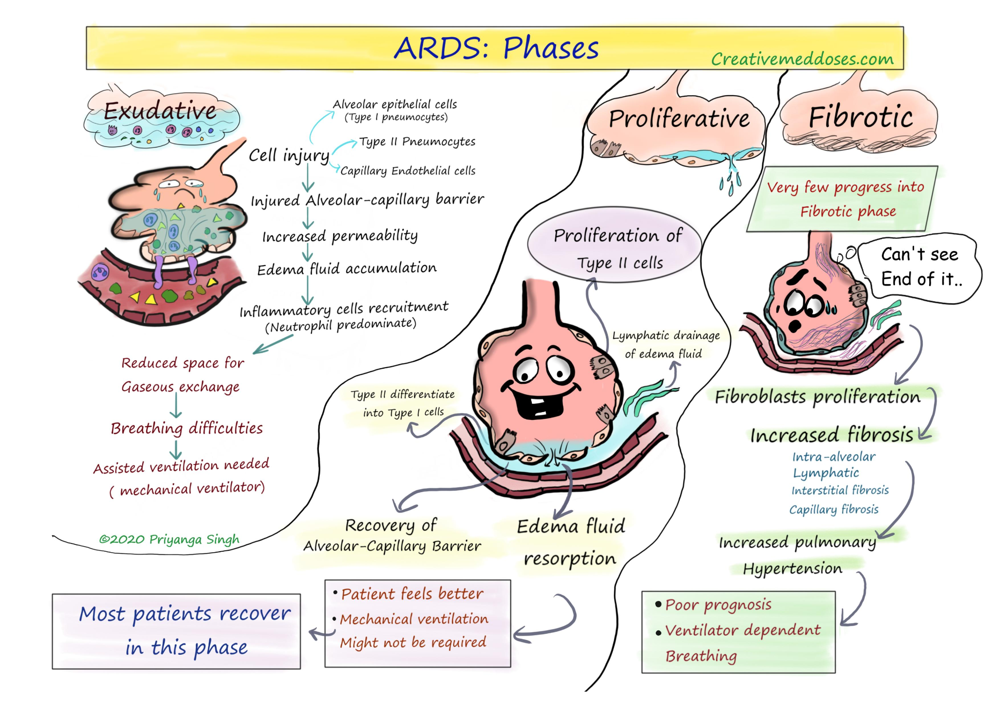 ARDS: Phases
Creativemeddoses.com
Exudative
Alveolar epithelial cells
(Type I pneumocytes)
Type II Pneumocytes
Cell injury
Capillary Endothelial cells
Injured Alveolar-capillary barrier
Increased permeability
Edema fluid accumulation
Inflammatory cells recruitment
(Neutrophil predominate)
Reduced space for
Gaseous exchange
Breathing difficulties
Assisted ventilation needed
( mechanical ventilator)
©2020 Priyanga Singh
Proliferative
Proliferation of
Type II cells
Lymphatic drainage
of edema fluid
Type II differentiate
into Type I cells
Recovery of
Alveolar-Capillary Barrier
Edema fluid
resorption
• Patient feels better
• Mechanical ventilation
Might not be required
Most patients recover
in this phase
Fibrotic
Very few progress into
Fibrotic phase
Can't see
End of it..
Fibroblasts proliferation
Increased fibrosis
Intra-alveolar
Lymphatic
Interstitial fibrosis
Capillary fibrosis
Increased pulmonary
Hypertension
• Poor prognosis
• Ventilator dependent
Breathing